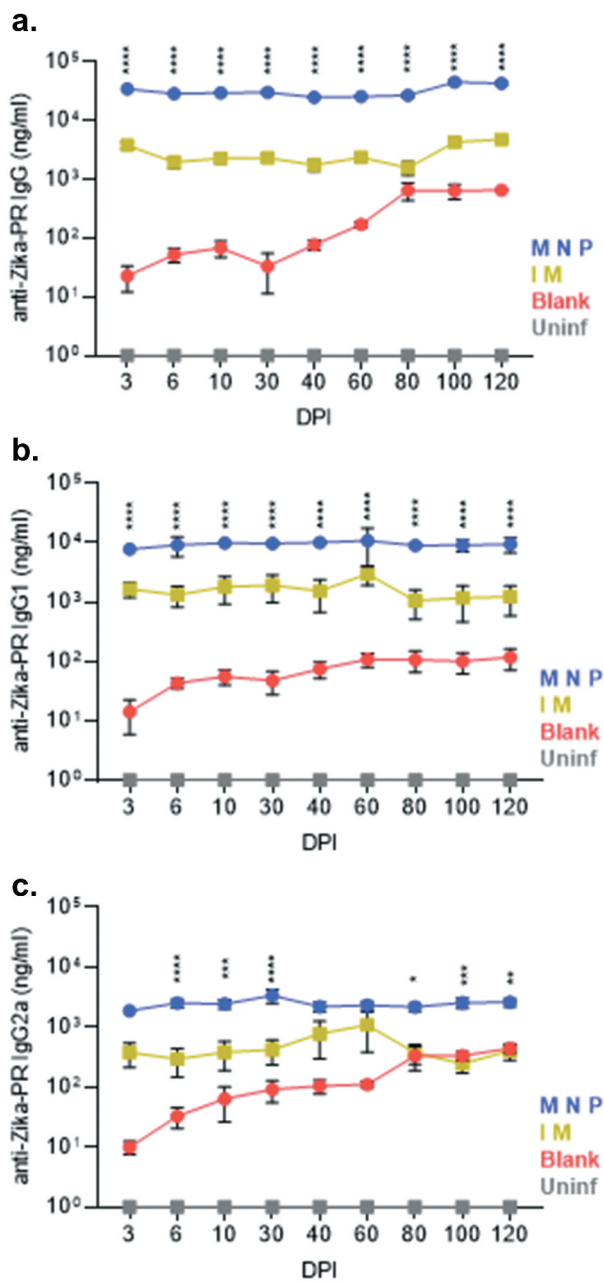 a.
**** **** **** **** **** **** **** **** ****
10⁵
10⁴
10³
10²
10¹
10⁰
anti-Zika-PR IgG (ng/ml)
M N P
I M
Blank
Uninf
3 6 10 30 40 60 80 100 120
DPI
b.
**** **** **** **** **** **** **** **** ****
10⁵
10⁴
10³
10²
10¹
10⁰
anti-Zika-PR IgG1 (ng/ml)
M N P
I M
Blank
Uninf
3 6 10 30 40 60 80 100 120
DPI
c.
**** *** **** * *** **
10⁵
10⁴
10³
10²
10¹
10⁰
anti-Zika-PR IgG2a (ng/ml)
M N P
I M
Blank
Uninf
3 6 10 30 40 60 80 100 120
DPI